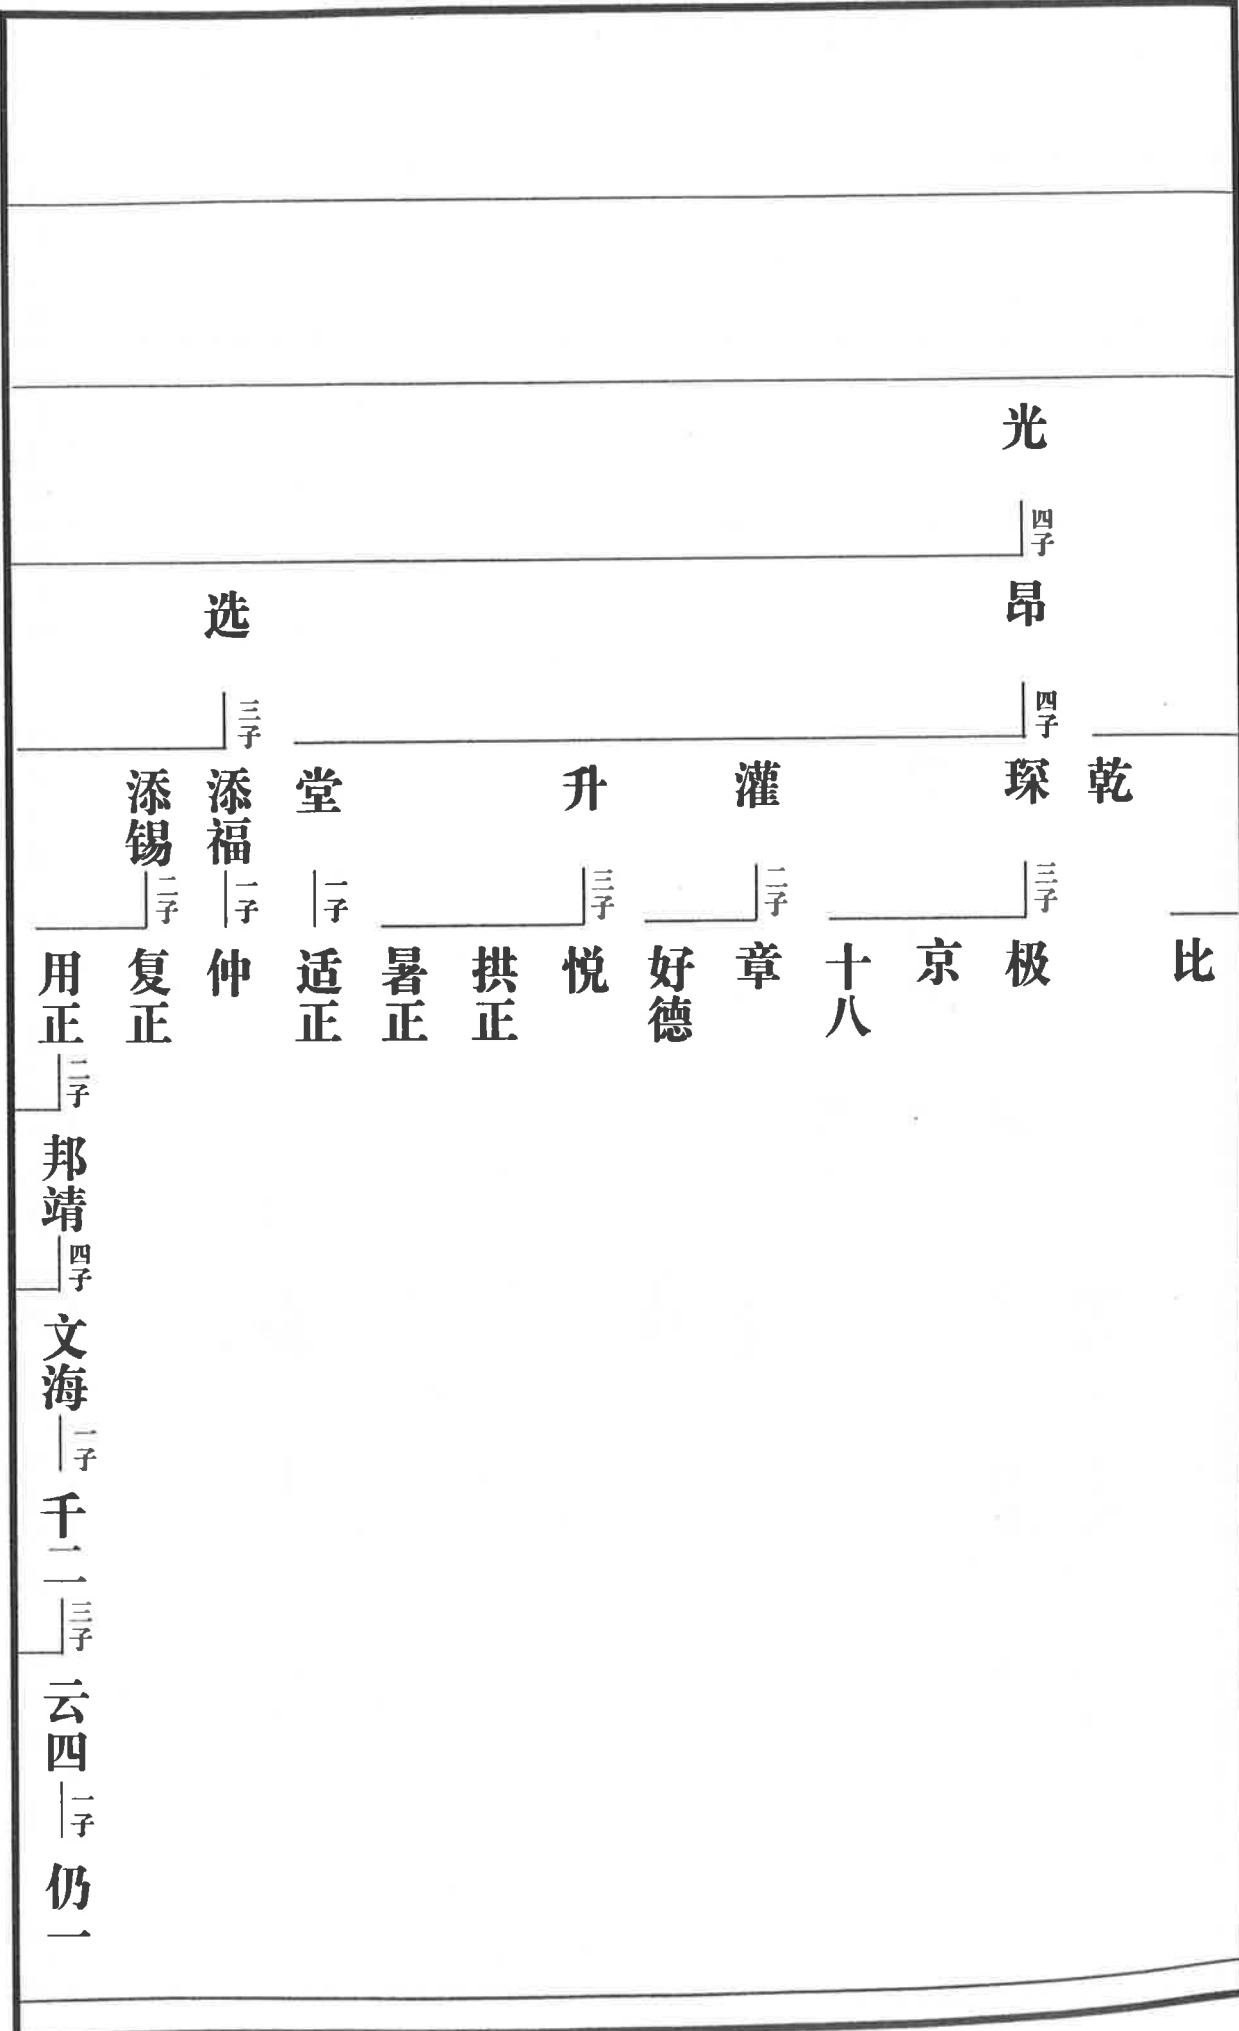 光
四子
昂
选
四子
三子
乾
琛
灌
升
堂
添福
添锡
三子
二子
三子
一子
一子
二子
比
极
京
十八
章
好德
悦
拱正
暑正
适正
仲
复正
用正
二子
邦靖
四子
文海
一子
千二
三子
云四
一子
仍一